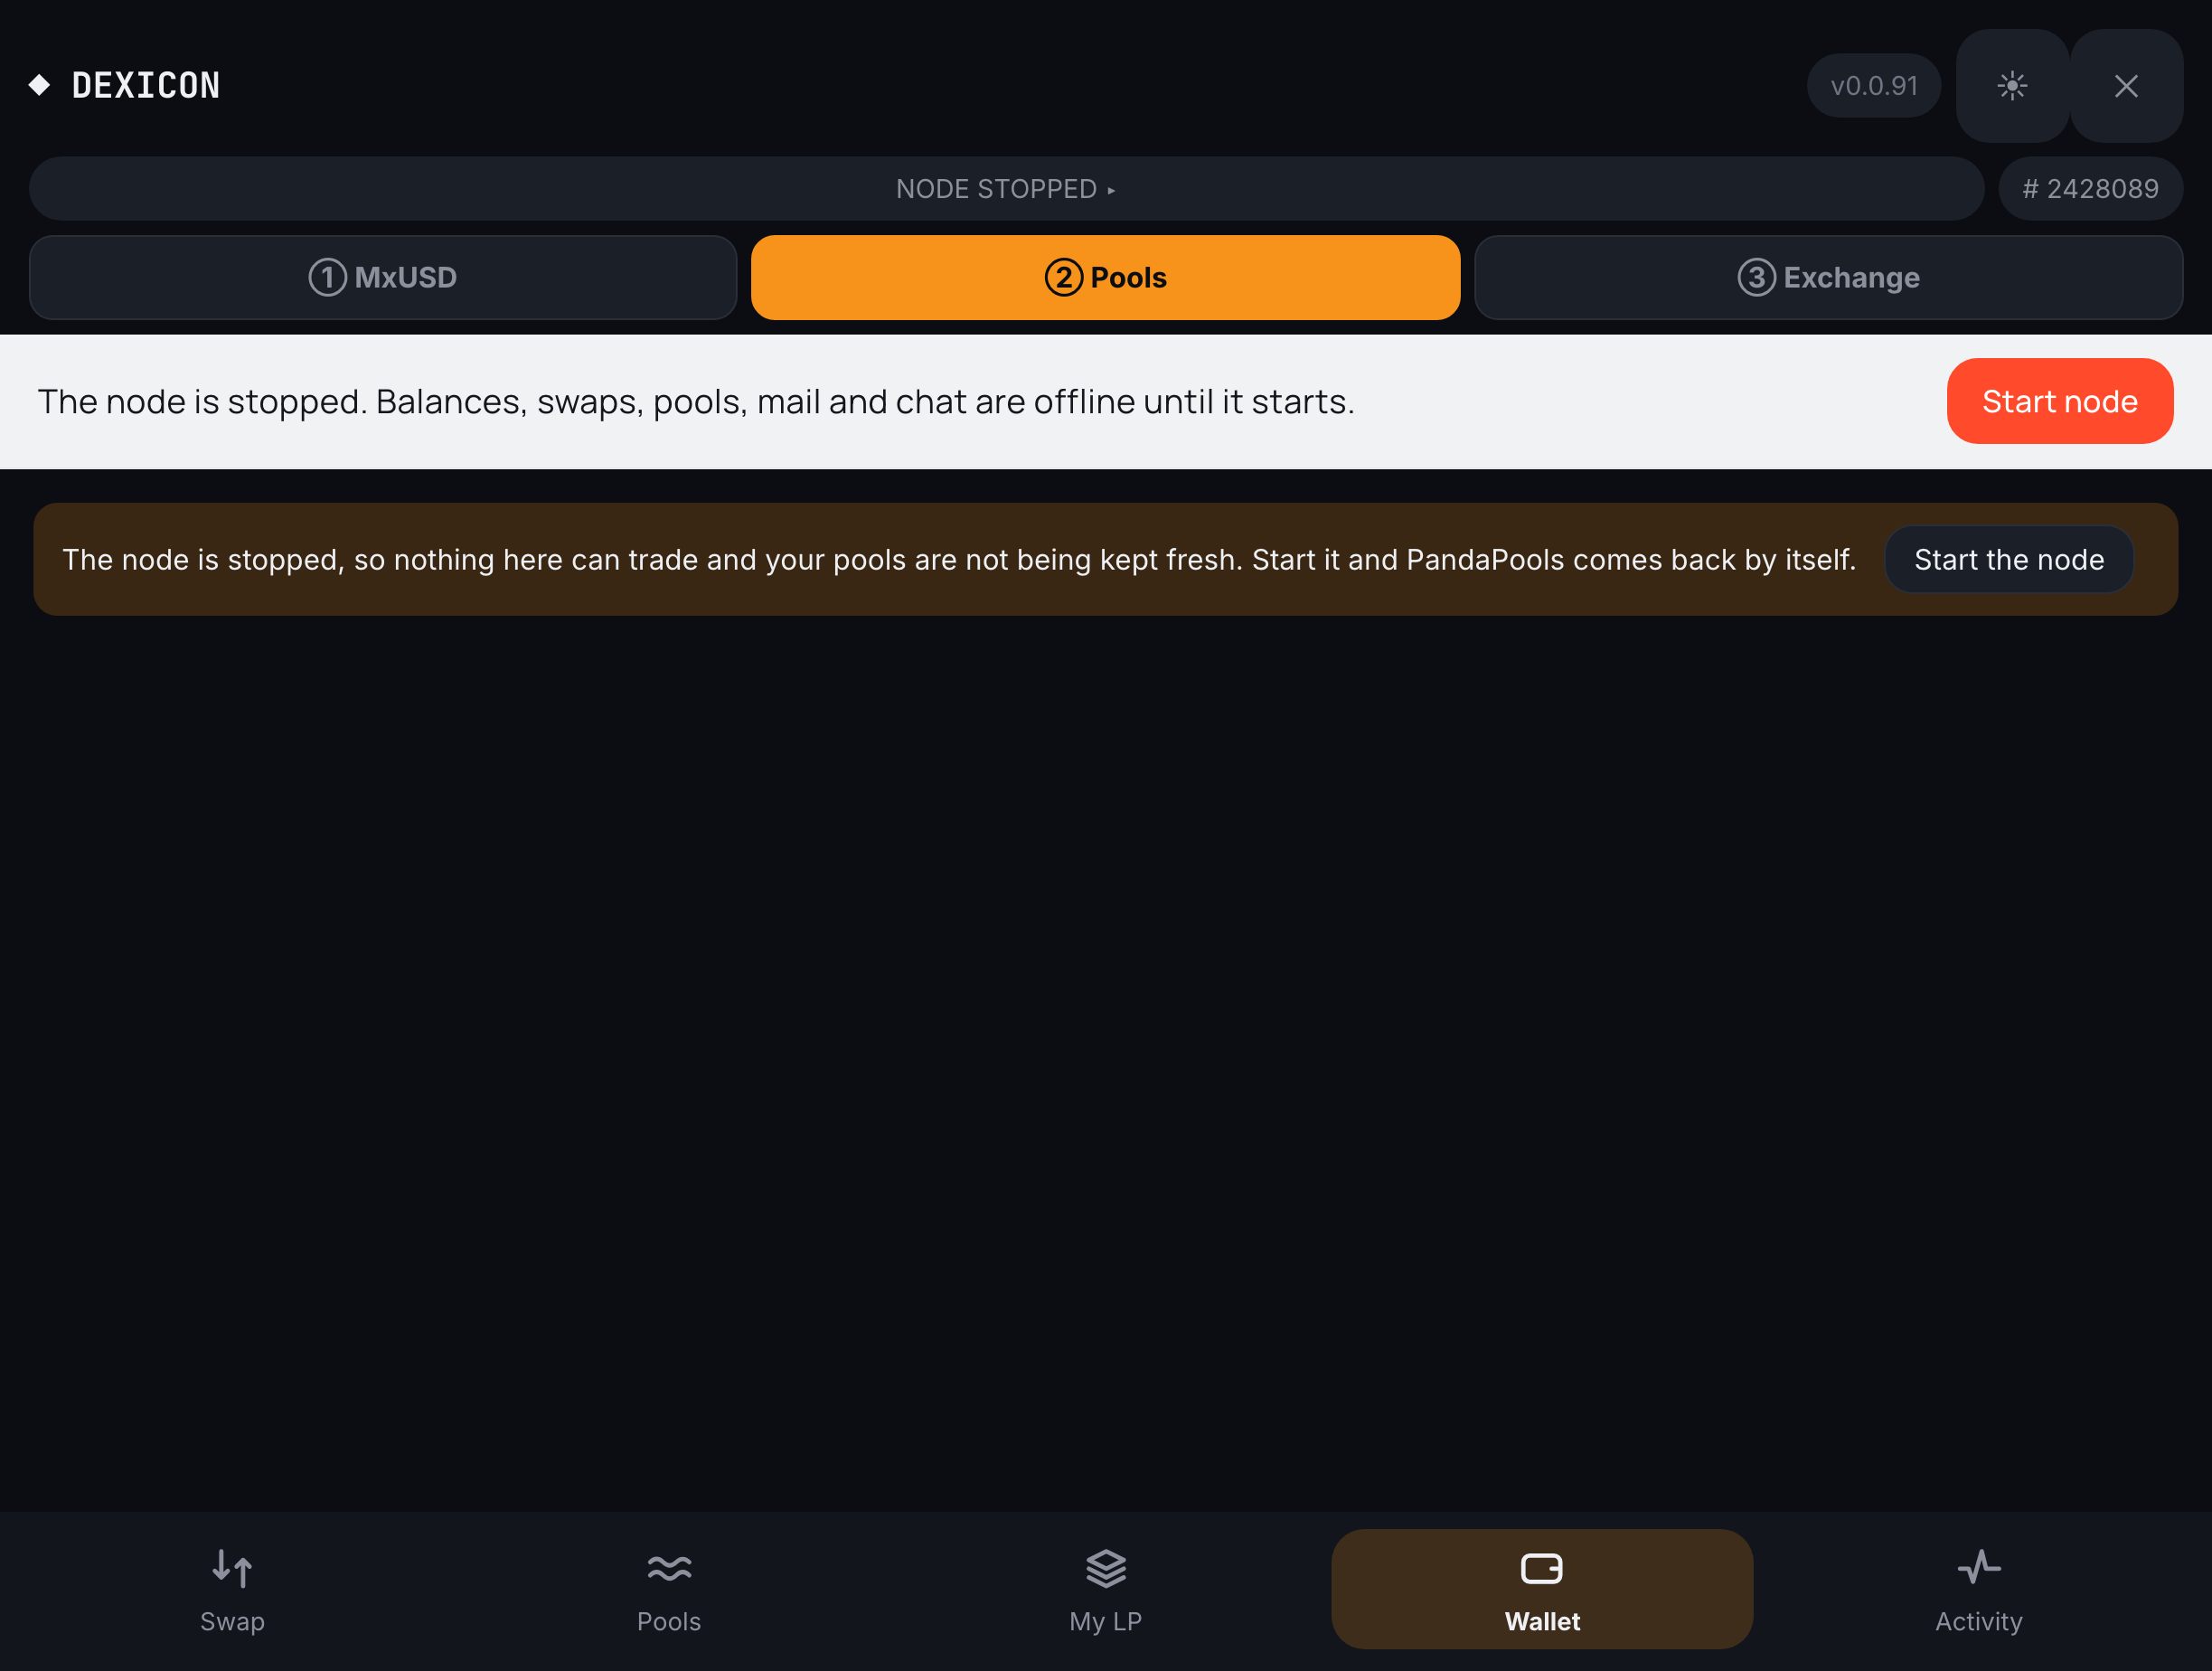 ◆ DEXICON
v0.0.91
NODE STOPPED ▸
# 2428089
① MxUSD
② Pools
③ Exchange
The node is stopped. Balances, swaps, pools, mail and chat are offline until it starts.
Start node
The node is stopped, so nothing here can trade and your pools are not being kept fresh. Start it and PandaPools comes back by itself.
Start the node
Swap
Pools
My LP
Wallet
Activity